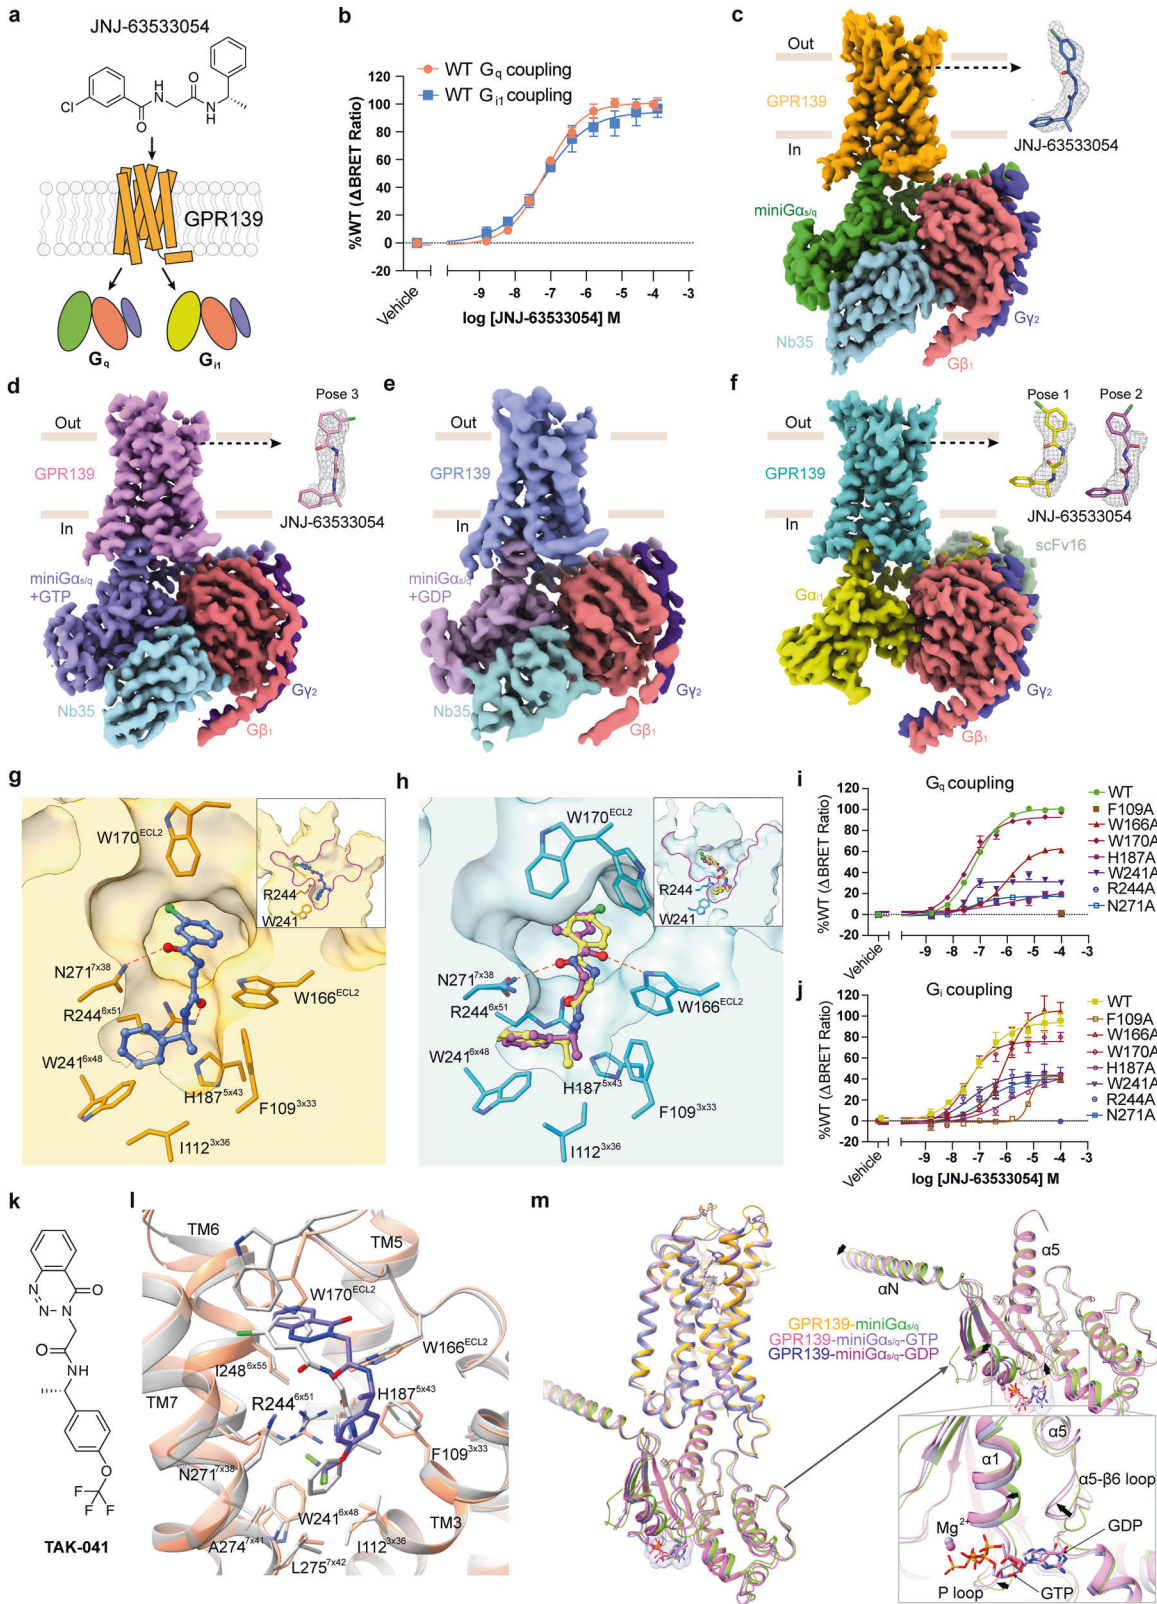 a
JNJ-63533054
Cl
O
H
N
O
N
H
GPR139
Gq
Gi1
b
WT Gq coupling
WT Gi1 coupling
%WT (ΔBRET Ratio)
120
100
80
60
40
20
0
-20
Vehicle
-9 -8 -7 -6 -5 -4 -3
log [JNJ-63533054] M
c
Out
GPR139
In
JNJ-63533054
miniGαs/q
Nb35
Gγ2
Gβ1
d
Pose 3
Out
GPR139
In
JNJ-63533054
miniGαs/q
+GTP
Nb35
Gγ2
Gβ1
e
Out
GPR139
In
miniGαs/q
+GDP
Nb35
Gγ2
Gβ1
f
Pose 1 Pose 2
Out
GPR139
In
JNJ-63533054
scFv16
Gαi1
Gγ2
Gβ1
g
W170ECL2
R244
W241
N2717x38
R2446x51
W166ECL2
W2416x48
H1875x43
F1093x33
I1123x36
h
W170ECL2
R244
W241
N2717x38
R2446x51
W166ECL2
W2416x48
H1875x43
F1093x33
I1123x36
i
Gq coupling
%WT (ΔBRET Ratio)
120
100
80
60
40
20
0
-20
Vehicle
-9 -8 -7 -6 -5 -4 -3
WT
F109A
W166A
W170A
H187A
W241A
R244A
N271A
j
Gi coupling
%WT (ΔBRET Ratio)
120
100
80
60
40
20
0
-20
Vehicle
-9 -8 -7 -6 -5 -4 -3
log [JNJ-63533054] M
WT
F109A
W166A
W170A
H187A
W241A
R244A
N271A
k
N
N
N
O
O
NH
O
F
F
F
TAK-041
l
TM6
TM5
W170ECL2
W166ECL2
I2486x55
TM7
R2446x51
H1875x43
F1093x33
N2717x38
W2416x48
TM3
A2747x41
I1123x36
L2757x42
m
GPR139-miniGαs/q
GPR139-miniGαs/q-GTP
GPR139-miniGαs/q-GDP
αN
α5
α5
α1
α5-β6 loop
Mg2+
GDP
P loop
GTP